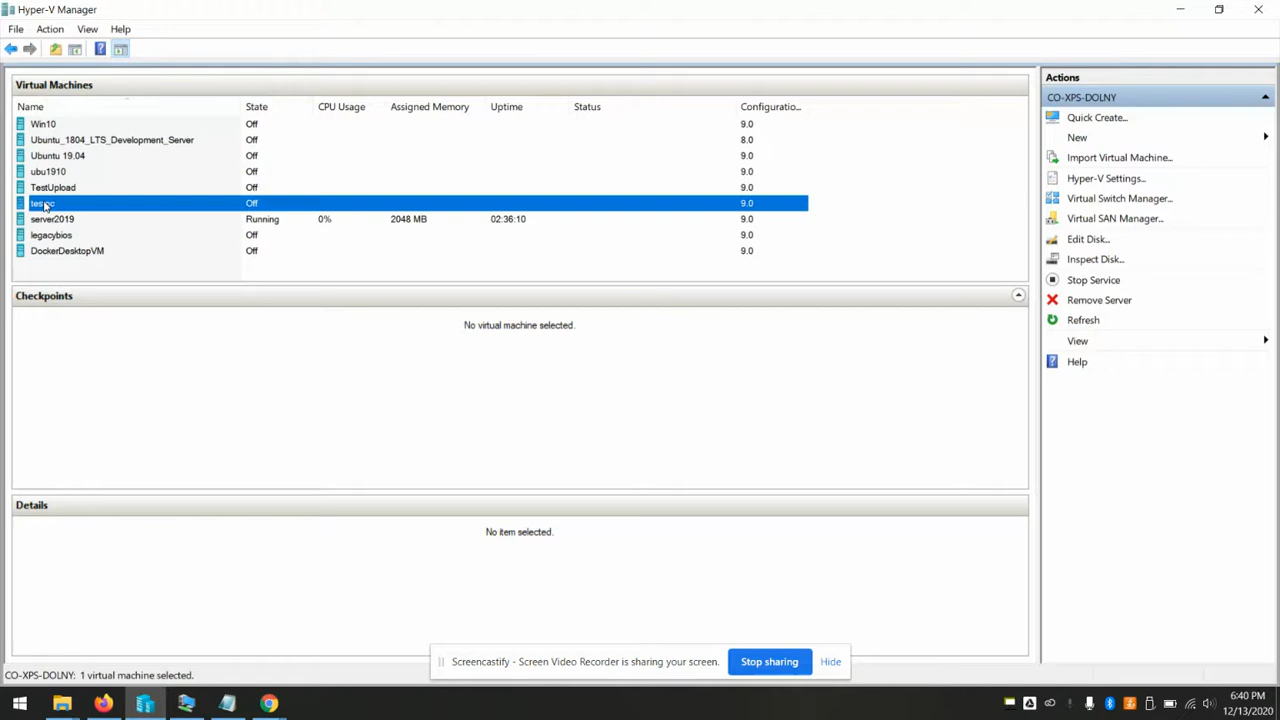 Hyper-V Manager
File Action View Help
Virtual Machines
Name State CPU Usage Assigned Memory Uptime Status Configuratio...
Win10 Off 9.0
Ubuntu_1804_LTS_Development_Server Off 8.0
Ubuntu 19.04 Off 9.0
ubu1910 Off 9.0
TestUpload Off 9.0
Off 9.0
server2019 Running 0% 2048 MB 02:36:10 9.0
legacybios Off 9.0
DockerDesktopVM Off 9.0
Checkpoints
No virtual machine selected.
Details
No item selected.
Actions
CO-XPS-DOLNY
Quick Create...
New
Import Virtual Machine...
Hyper-V Settings...
Virtual Switch Manager...
Virtual SAN Manager...
Edit Disk...
Inspect Disk...
Stop Service
Remove Server
Refresh
View
Help
Screencastify - Screen Video Recorder is sharing your screen. Stop sharing Hide
CO-XPS-DOLNY: 1 virtual machine selected.
6:40 PM
12/13/2020